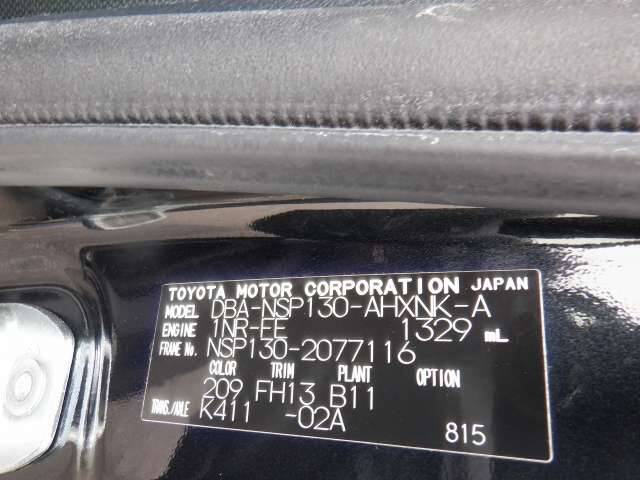 TOYOTA MOTOR CORPORATION JAPAN
MODEL DBA-NSP130-AHXNK-A
ENGINE 1NR-FE 1329 mL
FRAME No. NSP130-2077116
COLOR TRIM PLANT OPTION
209 FH13 B11
TRANS./AXLE K411 -02A
815